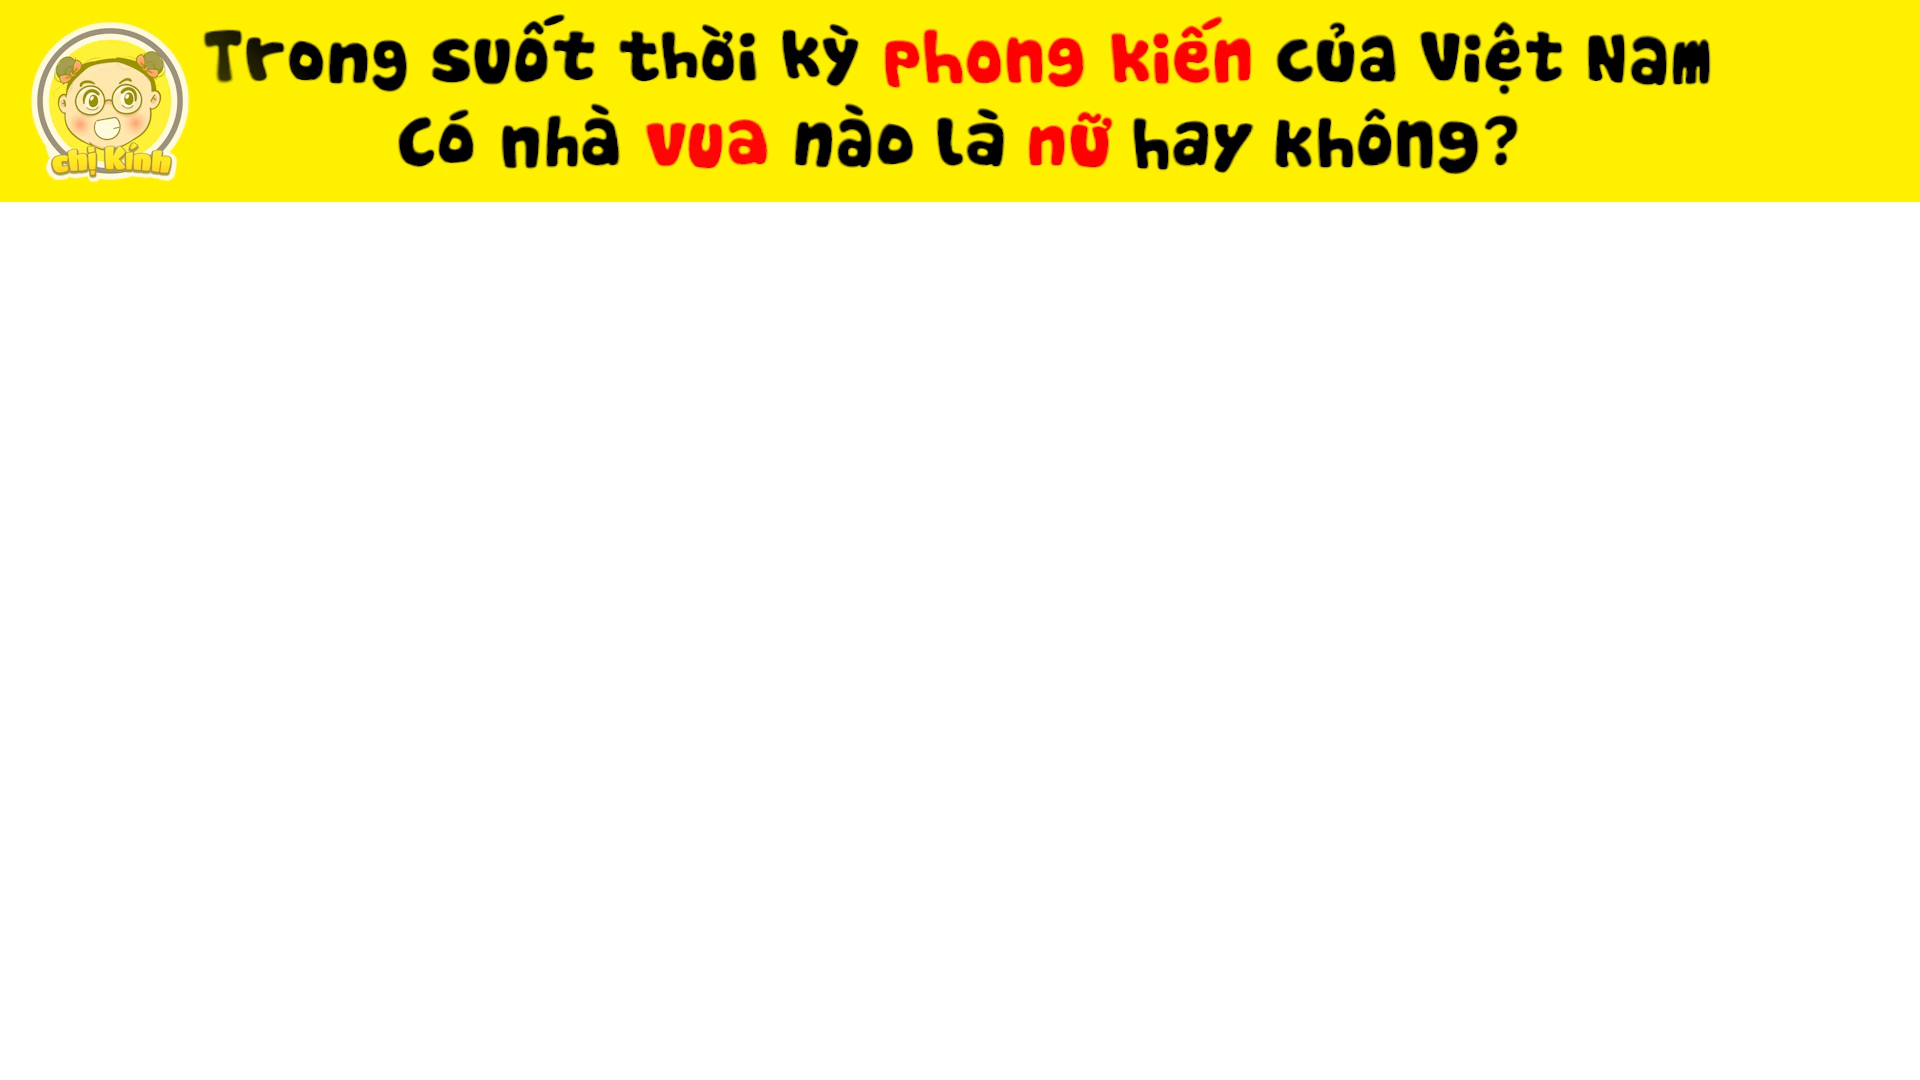 Trong suốt thời kỳ phong kiến của Việt Nam
Có nhà vua nào là nữ hay không?
chị Kính